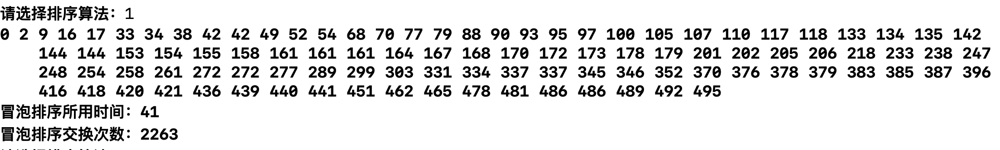 请选择排序算法：1
0 2 9 16 17 33 34 38 42 42 49 52 54 68 70 77 79 88 90 93 95 97 100 105 107 110 117 118 133 134 135 142
144 144 153 154 155 158 161 161 161 164 167 168 170 172 173 178 179 201 202 205 206 218 233 238 247
248 254 258 261 272 272 277 289 299 303 331 334 337 337 345 346 352 370 376 378 379 383 385 387 396
416 418 420 421 436 439 440 441 451 462 465 478 481 486 486 489 492 495
冒泡排序所用时间：41
冒泡排序交换次数：2263